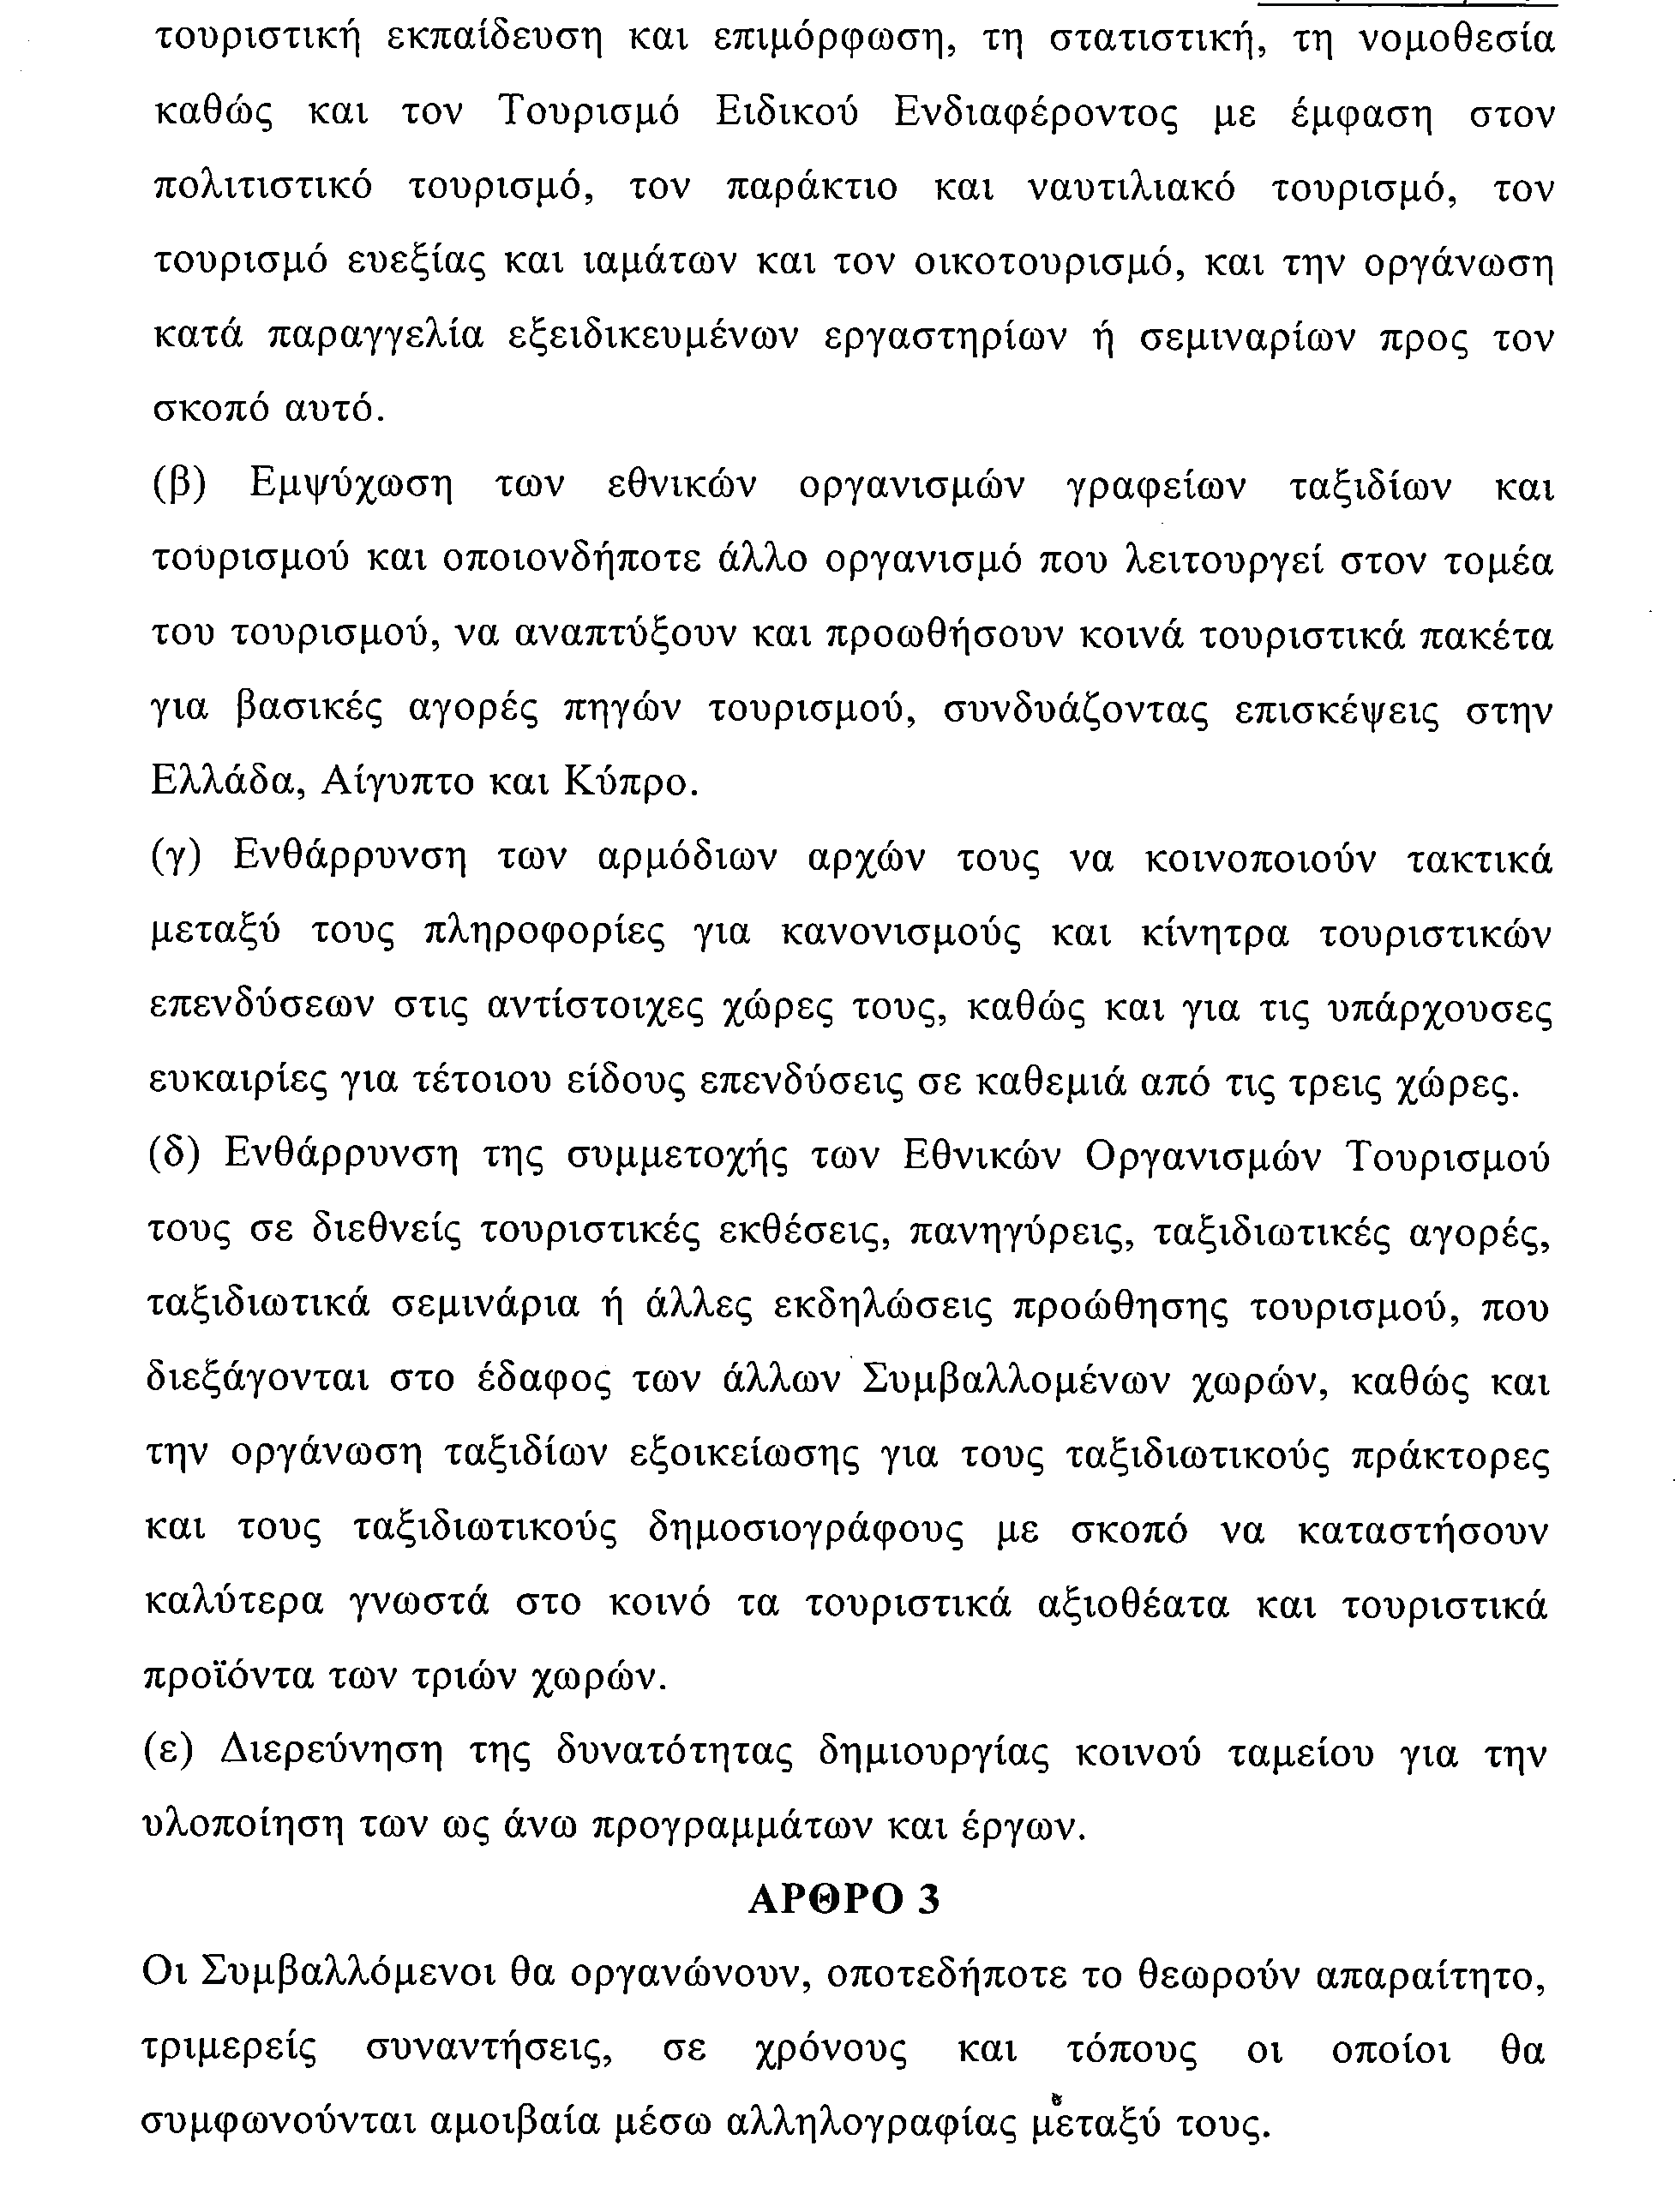 τουριστική εκπαίδευση και επιμόρφωση, τη στατιστική, τη νομοθεσία
καθώς και τον Τουρισμό Ειδικού Ενδιαφέροντος με έμφαση στον
πολιτιστικό τουρισμό, τον παράκτιο και ναυτιλιακό τουρισμό, τον
τουρισμό ευεξίας και ιαμάτων και τον οικοτουρισμό, και την οργάνωση
κατά παραγγελία εξειδικευμένων εργαστηρίων ή σεμιναρίων προς τον
σκοπό αυτό.
(β) Εμψύχωση των εθνικών οργανισμών γραφείων ταξιδίων και
τουρισμού και οποιονδήποτε άλλο οργανισμό που λειτουργεί στον τομέα
του τουρισμού, να αναπτύξουν και προωθήσουν κοινά τουριστικά πακέτα
για βασικές αγορές πηγών τουρισμού, συνδυάζοντας επισκέψεις στην
Ελλάδα, Αίγυπτο και Κύπρο.
(γ) Ενθάρρυνση των αρμόδιων αρχών τους να κοινοποιούν τακτικά
μεταξύ τους πληροφορίες για κανονισμούς και κίνητρα τουριστικών
επενδύσεων στις αντίστοιχες χώρες τους, καθώς και για τις υπάρχουσες
ευκαιρίες για τέτοιου είδους επενδύσεις σε καθεμιά από τις τρεις χώρες.
(δ) Ενθάρρυνση της συμμετοχής των Εθνικών Οργανισμών Τουρισμού
τους σε διεθνείς τουριστικές εκθέσεις, πανηγύρεις, ταξιδιωτικές αγορές,
ταξιδιωτικά σεμινάρια ή άλλες εκδηλώσεις προώθησης τουρισμού, που
διεξάγονται στο έδαφος των άλλων Συμβαλλομένων χωρών, καθώς και
την οργάνωση ταξιδίων εξοικείωσης για τους ταξιδιωτικούς πράκτορες
και τους ταξιδιωτικούς δημοσιογράφους με σκοπό να καταστήσουν
καλύτερα γνωστά στο κοινό τα τουριστικά αξιοθέατα και τουριστικά
προϊόντα των τριών χωρών.
(ε) Διερεύνηση της δυνατότητας δημιουργίας κοινού ταμείου για την
υλοποίηση των ως άνω προγραμμάτων και έργων.
ΑΡΘΡΟ 3
Οι Συμβαλλόμενοι θα οργανώνουν, οποτεδήποτε το θεωρούν απαραίτητο,
τριμερείς συναντήσεις, σε χρόνους και τόπους οι οποίοι θα
συμφωνούνται αμοιβαία μέσω αλληλογραφίας μεταξύ τους.